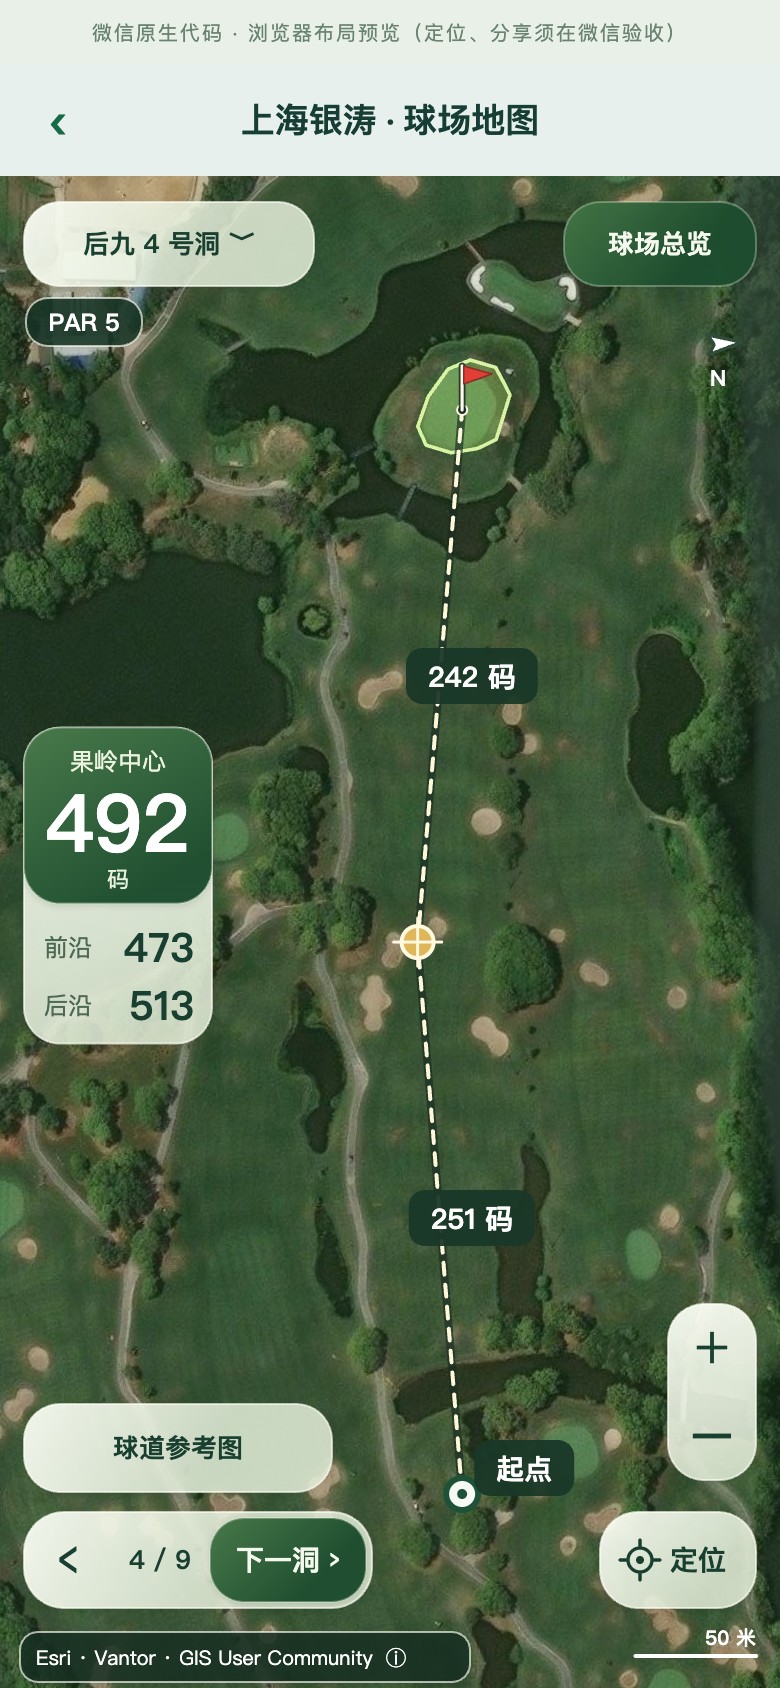 微信原生代码 · 浏览器布局预览（定位、分享须在微信验收）
‹ 上海银涛 · 球场地图
后九 4 号洞
球场总览
PAR 5
N
242 码
果岭中心
492
码
前沿 473
后沿 513
251 码
+
−
球道参考图
起点
< 4 / 9 下一洞 ›
定位
50 米
Esri · Vantor · GIS User Community ⓘ